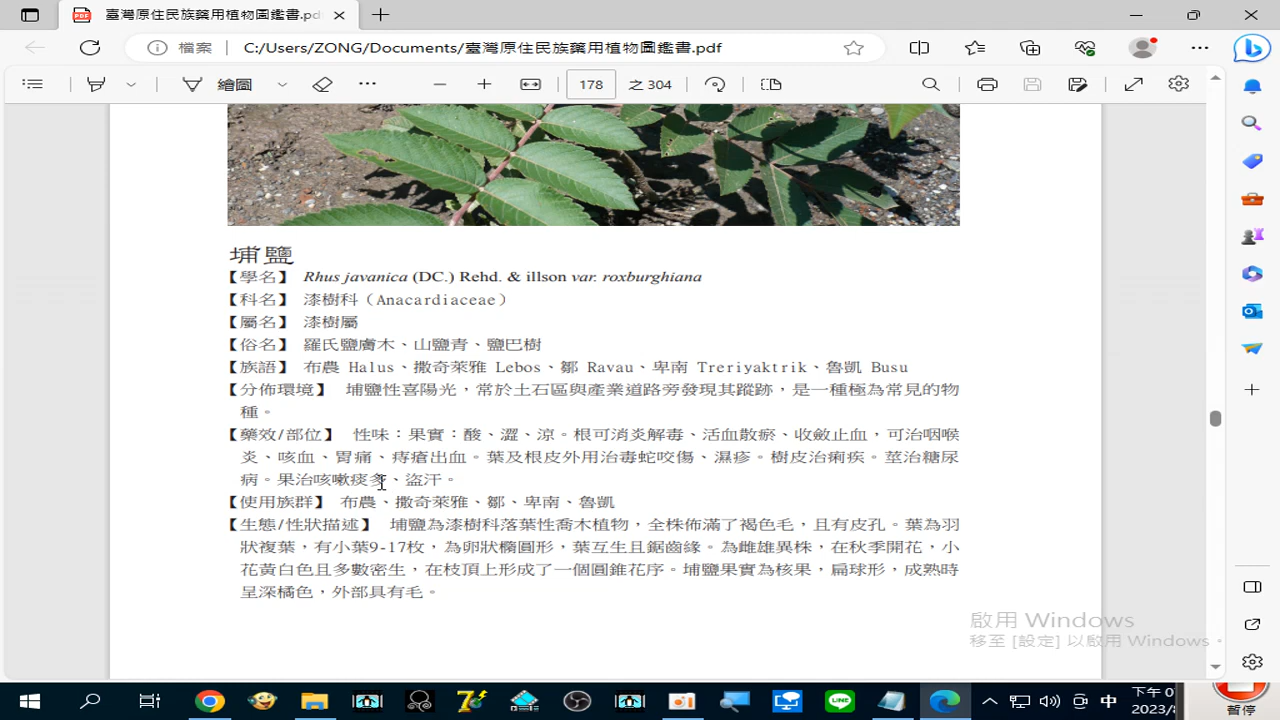 臺灣原住民族藥用植物圖鑑書.pdf
檔案
C:/Users/ZONG/Documents/臺灣原住民族藥用植物圖鑑書.pdf
繪圖
178 之 304
埔鹽
【學名】 Rhus javanica (DC.) Rehd. & illson var. roxburghiana
【科名】 漆樹科（Anacardiaceae）
【屬名】 漆樹屬
【俗名】 羅氏鹽膚木、山鹽青、鹽巴樹
【族語】 布農 Halus、撒奇萊雅 Lebos、鄒 Ravau、卑南 Treriyaktrik、魯凱 Busu
【分佈環境】 埔鹽性喜陽光，常於土石區與產業道路旁發現其蹤跡，是一種極為常見的物
種。
【藥效/部位】 性味：果實：酸、澀、涼。根可消炎解毒、活血散瘀、收斂止血，可治咽喉
炎、咳血、胃痛、痔瘡出血。葉及根皮外用治毒蛇咬傷、濕疹。樹皮治痢疾。莖治糖尿
病。果治咳嗽痰多、盜汗。
【使用族群】 布農、撒奇萊雅、鄒、卑南、魯凱
【生態/性狀描述】 埔鹽為漆樹科落葉性喬木植物，全株佈滿了褐色毛，且有皮孔。葉為羽
狀複葉，有小葉9-17枚，為卵狀橢圓形，葉互生且鋸齒緣。為雌雄異株，在秋季開花，小
花黃白色且多數密生，在枝頂上形成了一個圓錐花序。埔鹽果實為核果，扁球形，成熟時
呈深橘色，外部具有毛。
啟用 Windows
移至 [設定] 以啟用 Windows。
LINE
中
下午 0
2023/8
暫停